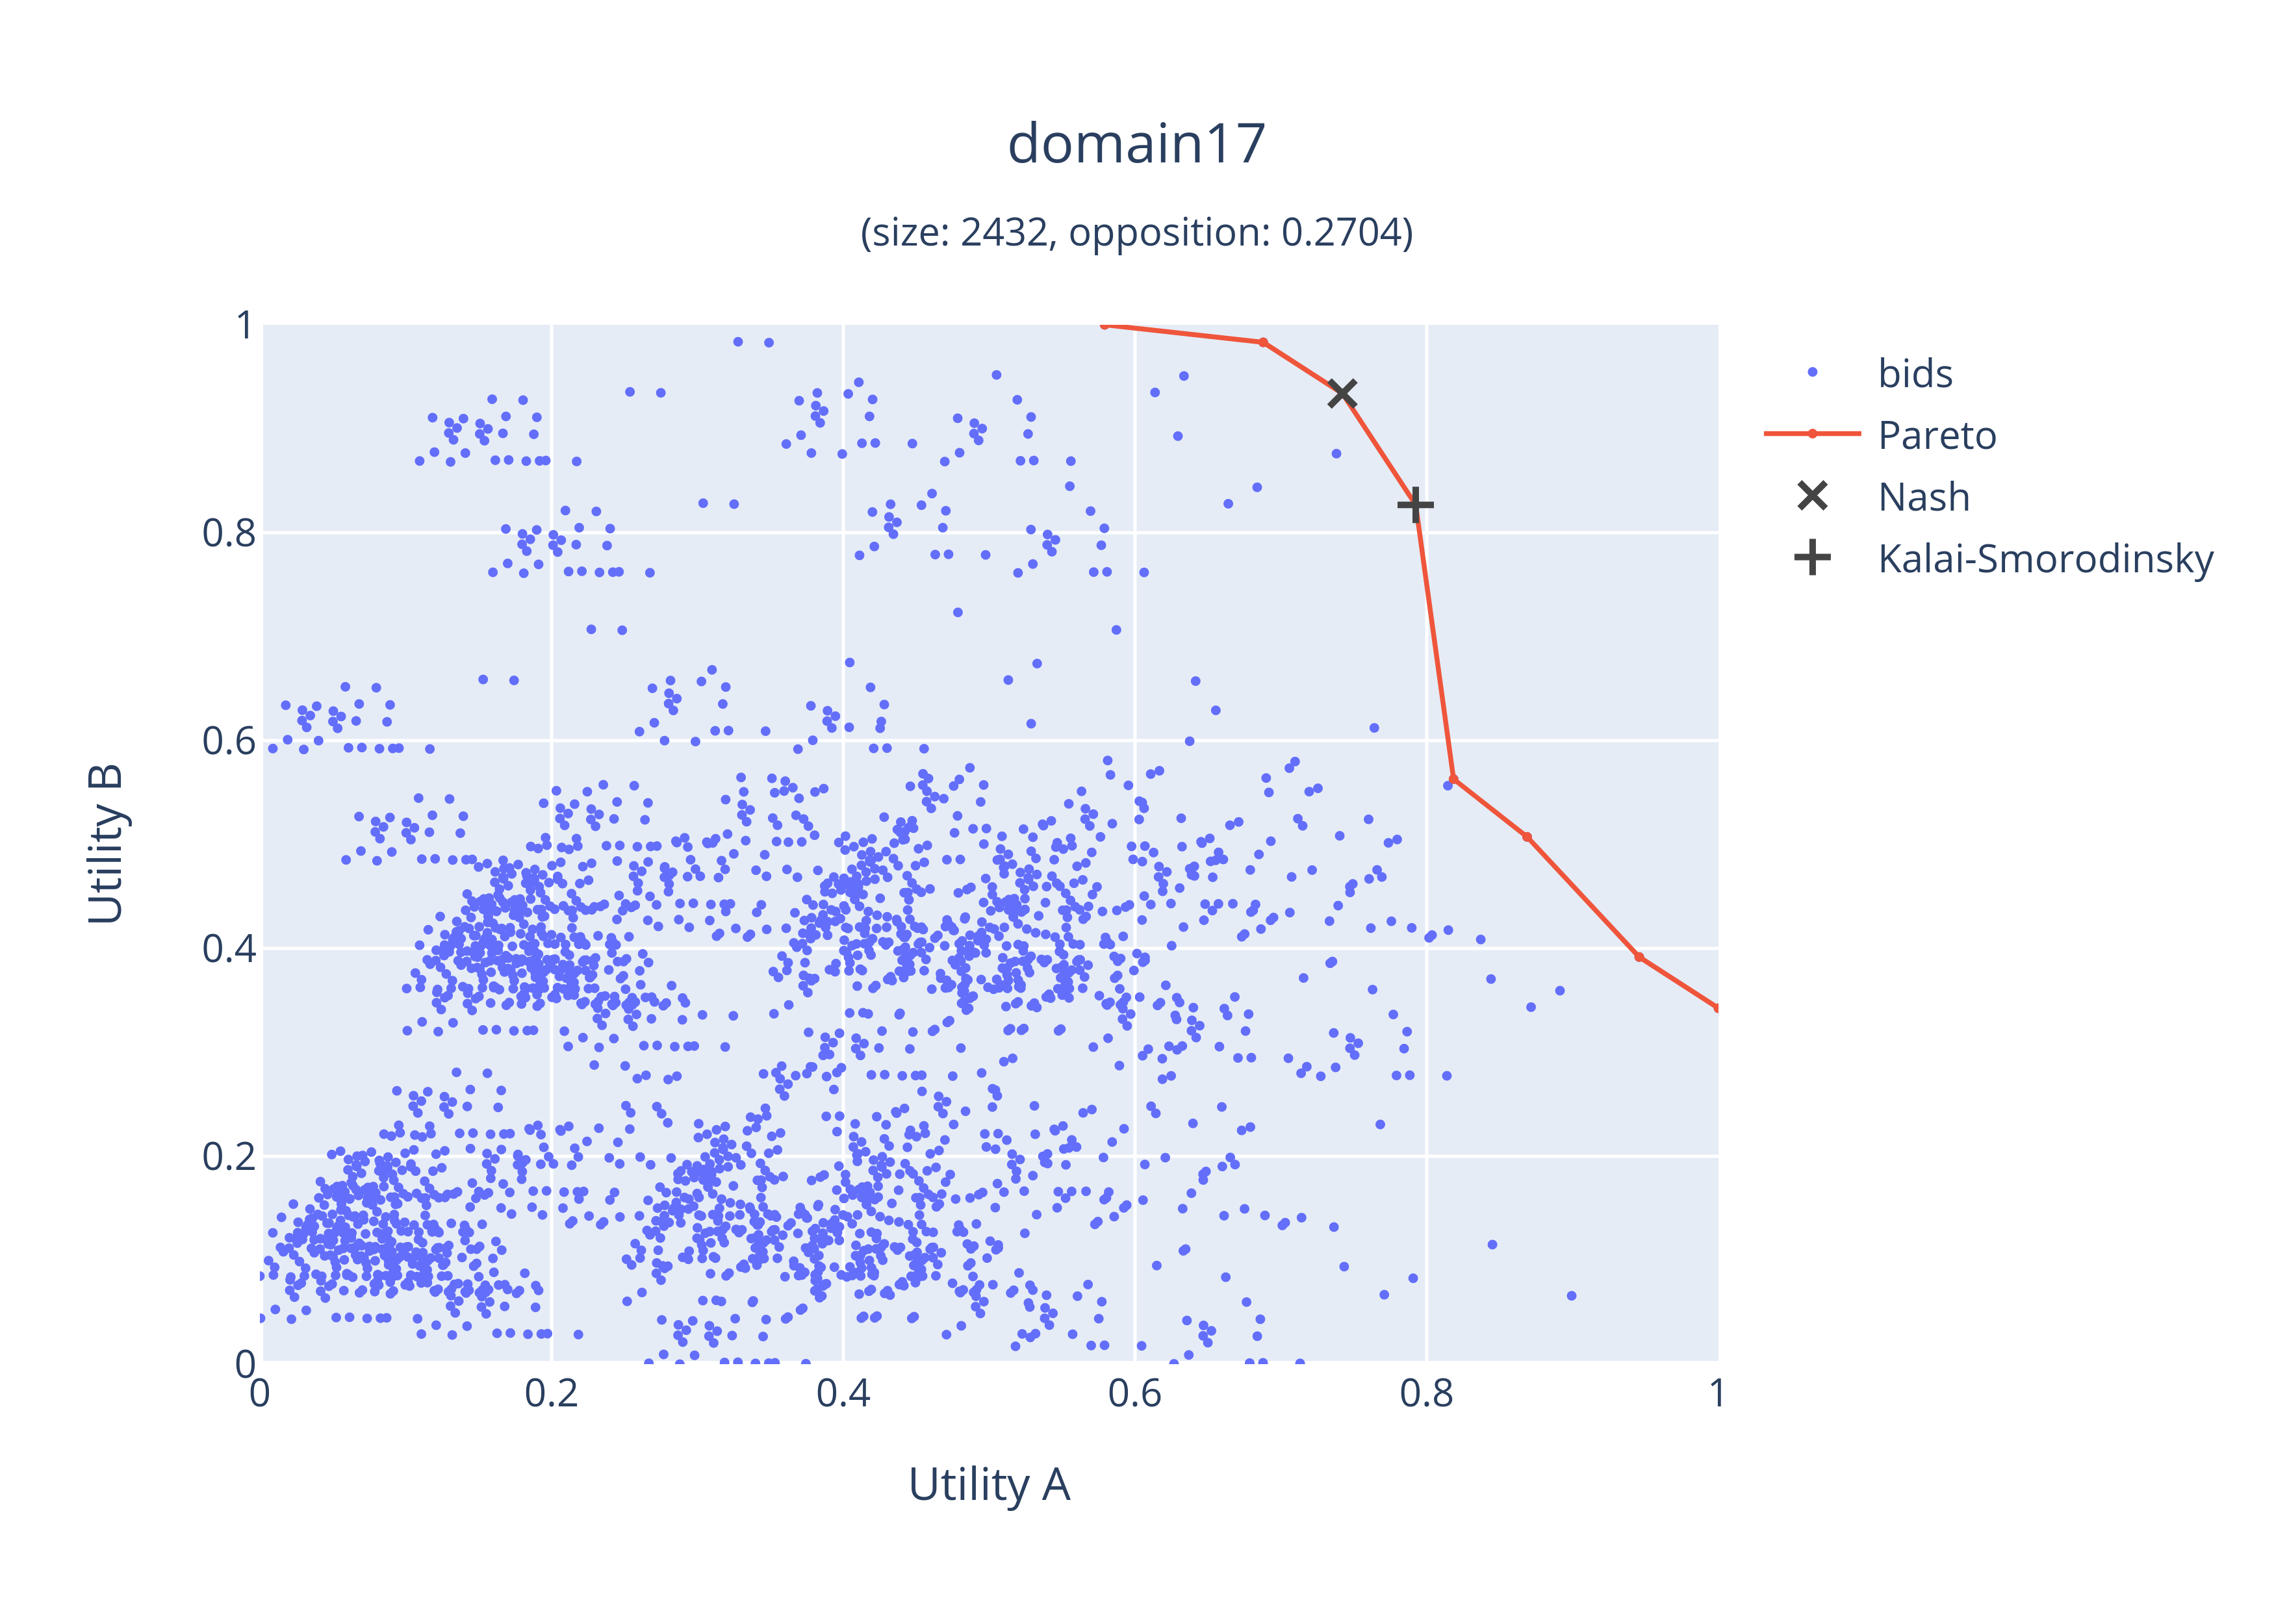 domain17
(size: 2432, opposition: 0.2704)
1
0.8
0.6
0.4
0.2
0
0
0.2
0.4
0.6
0.8
1
Utility B
Utility A
bids
Pareto
Nash
Kalai-Smorodinsky